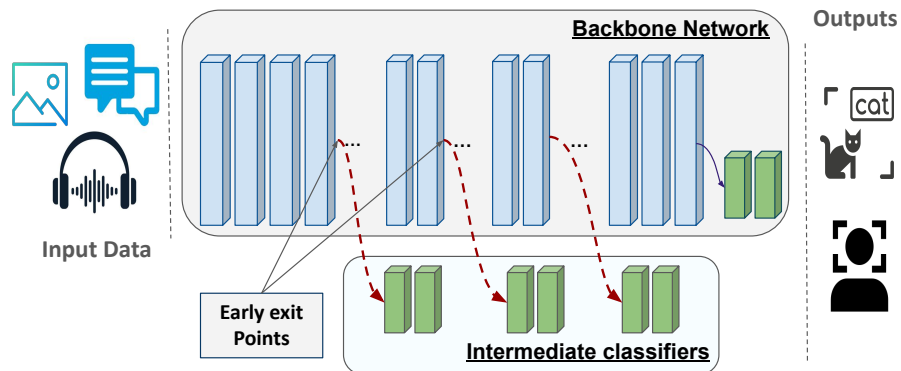 Backbone Network
Outputs
cat
...
...
...
Input Data
Early exit
Points
Intermediate classifiers